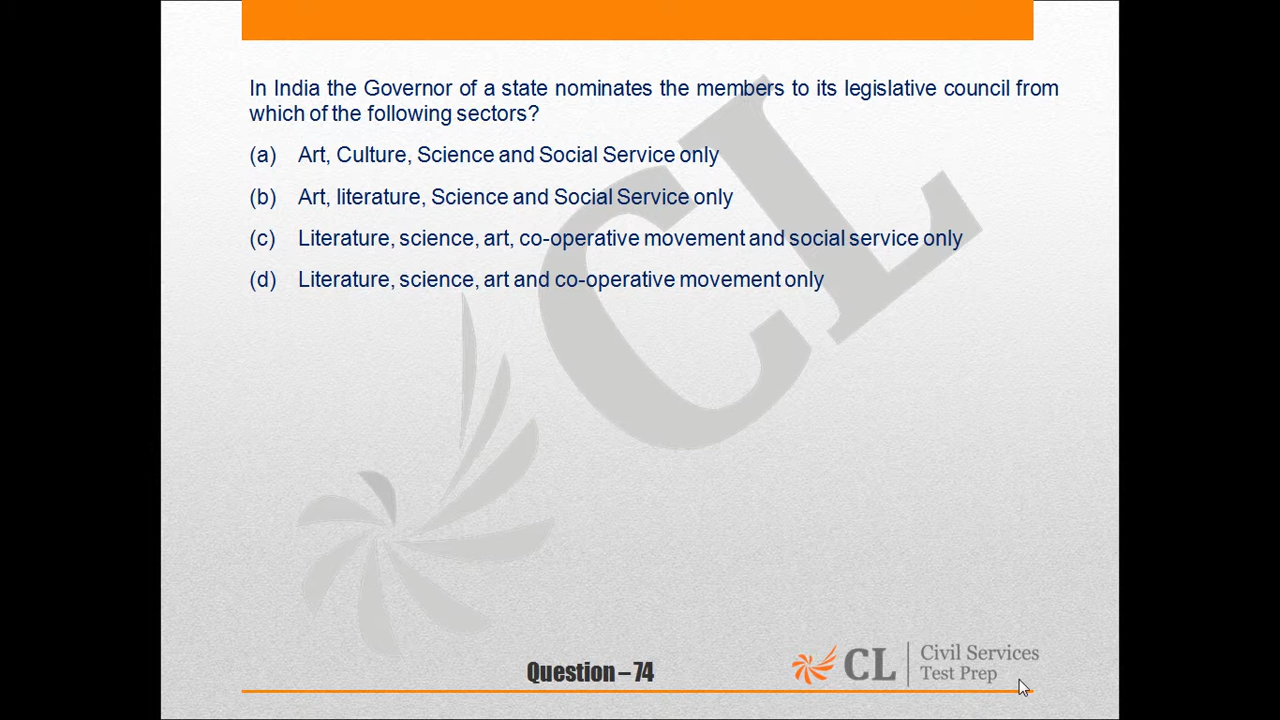 In India the Governor of a state nominates the members to its legislative council from
which of the following sectors?
(a) Art, Culture, Science and Social Service only
(b) Art, literature, Science and Social Service only
(c) Literature, science, art, co-operative movement and social service only
(d) Literature, science, art and co-operative movement only
CL
Question – 74
CL
Civil Services
Test Prep